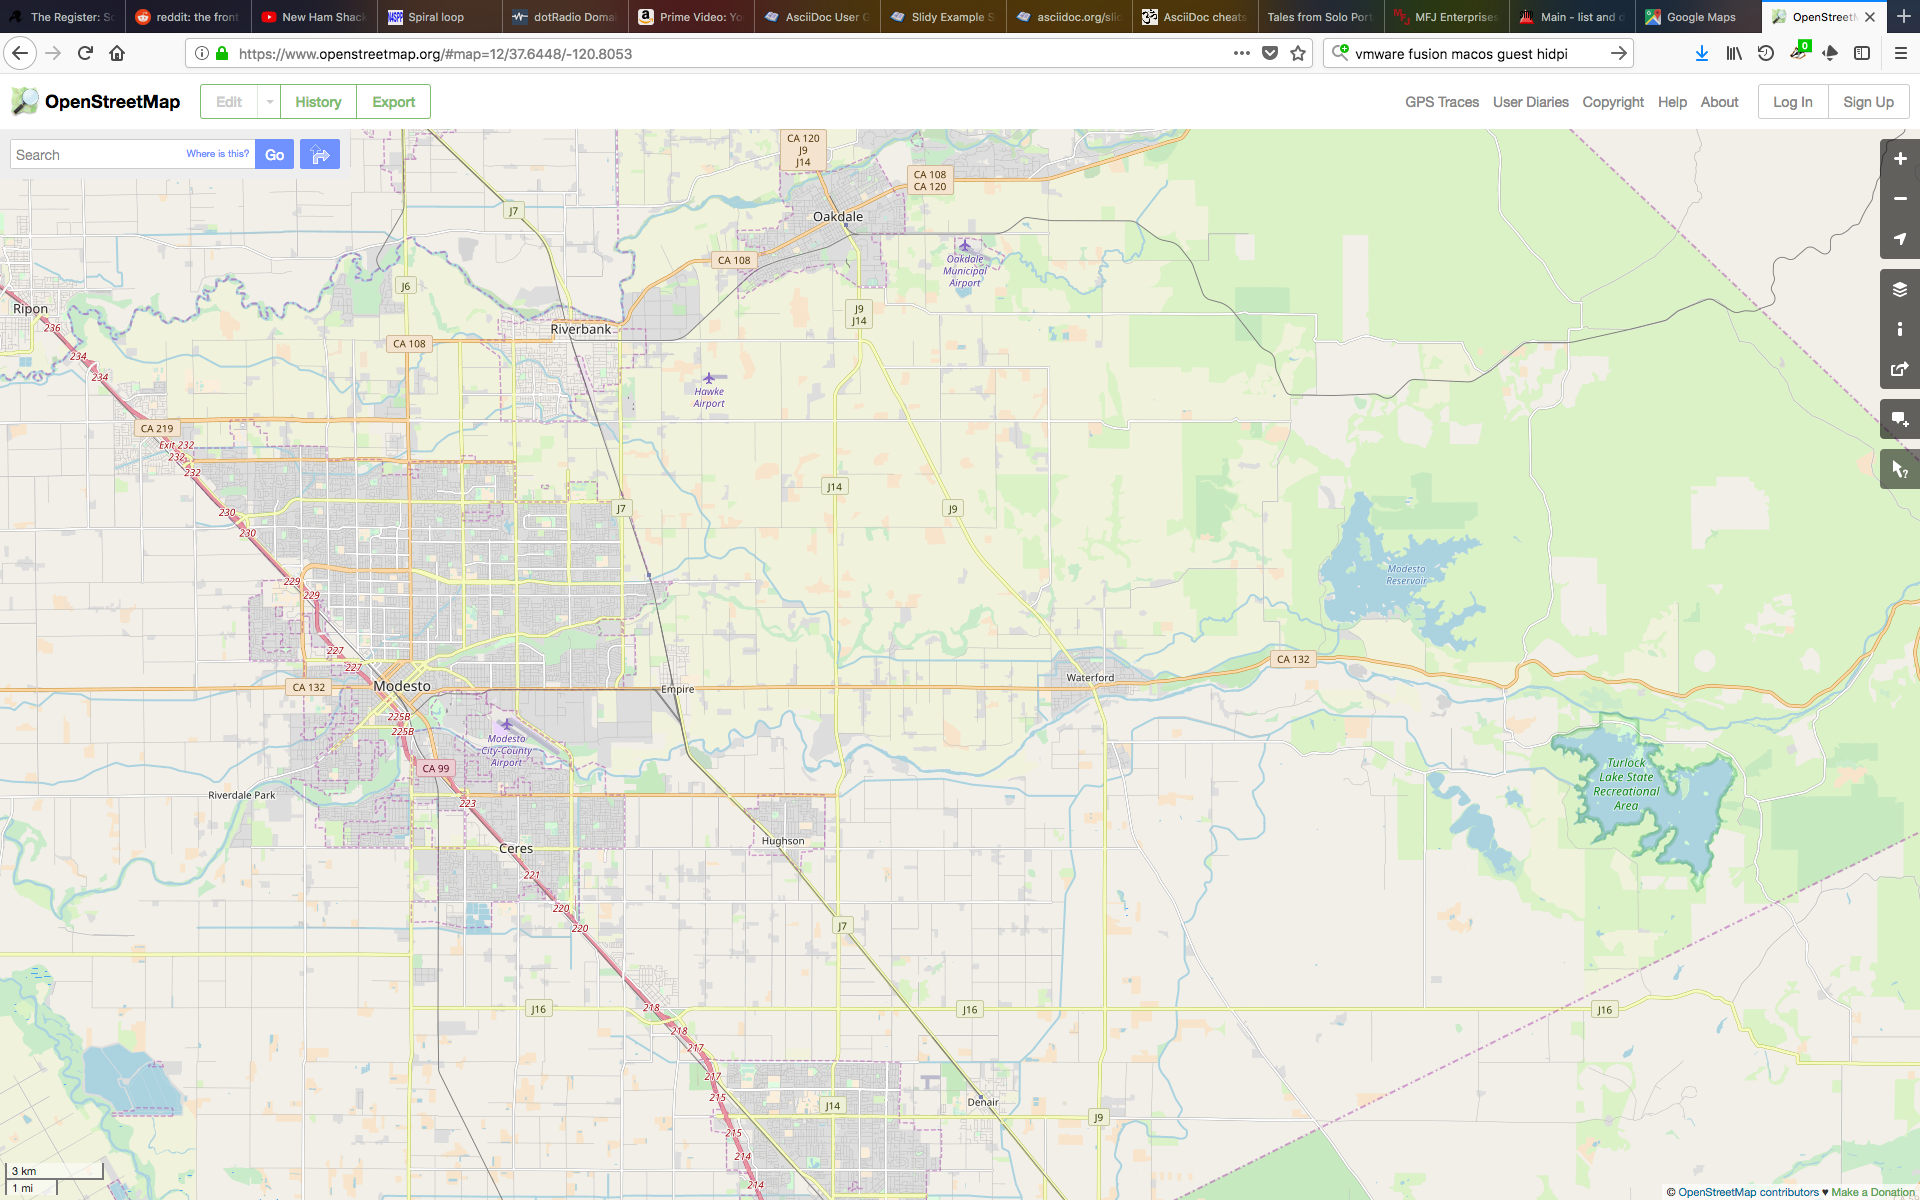 The Register: Sc
reddit: the front
New Ham Shack
Spiral loop
dotRadio Domai
Prime Video: Yo
AsciiDoc User G
Slidy Example S
asciidoc.org/slid
AsciiDoc cheats
Tales from Solo Port
MFJ Enterprises
Main - list and d
Google Maps
OpenStreetM
https://www.openstreetmap.org/#map=12/37.6448/-120.8053
vmware fusion macos guest hidpi
0
OpenStreetMap
Edit
History
Export
GPS Traces
User Diaries
Copyright
Help
About
Log In
Sign Up
Search
Where is this?
Go
CA 120
J9
J14
CA 108
CA 120
J7
Oakdale
CA 108
Oakdale
Municipal
Airport
J6
Ripon
236
J9
J14
Riverbank
CA 108
234
234
Hawke
Airport
CA 219
Exit 232
232
232
J14
J7
J9
230
230
Modesto
Reservoir
229
229
227
227
CA 132
Waterford
CA 132
Modesto
Empire
225B
225B
Modesto
City-County
Airport
CA 99
Turlock
Lake State
Recreational
Area
Riverdale Park
223
Hughson
Ceres
221
220
220
J7
218
J16
J16
J16
218
217
217
215
J14
Denair
J9
215
214
214
3 km
1 mi
© OpenStreetMap contributors ♥ Make a Donation